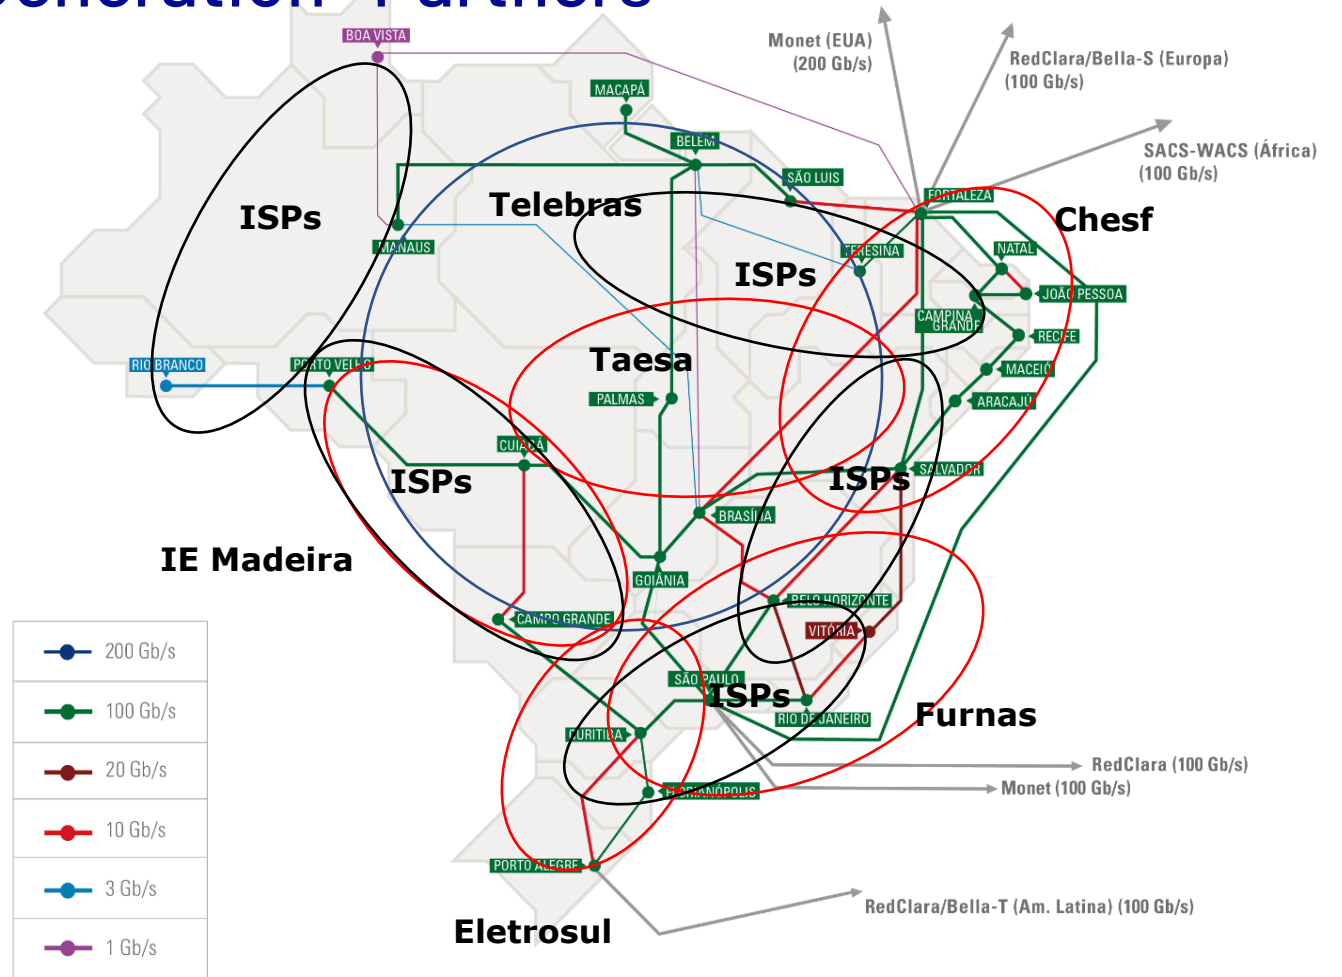 Generation Partners
BOA VISTA
Monet (EUA)
(200 Gb/s)
RedClara/Bella-S (Europa)
(100 Gb/s)
MACAPÁ
SACS-WACS (África)
(100 Gb/s)
BELÉM
SÃO LUIS
FORTALEZA
ISPs
Telebras
Chesf
MANAUS
TERESINA
NATAL
ISPs
JOÃO PESSOA
CAMPINA
GRANDE
RECIFE
Taesa
RIO BRANCO
PORTO VELHO
MACEIÓ
PALMAS
ARACAJÚ
CUIABÁ
ISPs
ISPs
SALVADOR
BRASÍLIA
IE Madeira
GOIÂNIA
BELO HORIZONTE
CAMPO GRANDE
VITÓRIA
200 Gb/s
SÃO PAULO
ISPs
100 Gb/s
RIO DE JANEIRO
Furnas
CURITIBA
20 Gb/s
RedClara (100 Gb/s)
Monet (100 Gb/s)
FLORIANÓPOLIS
10 Gb/s
PORTO ALEGRE
3 Gb/s
RedClara/Bella-T (Am. Latina) (100 Gb/s)
Eletrosul
1 Gb/s